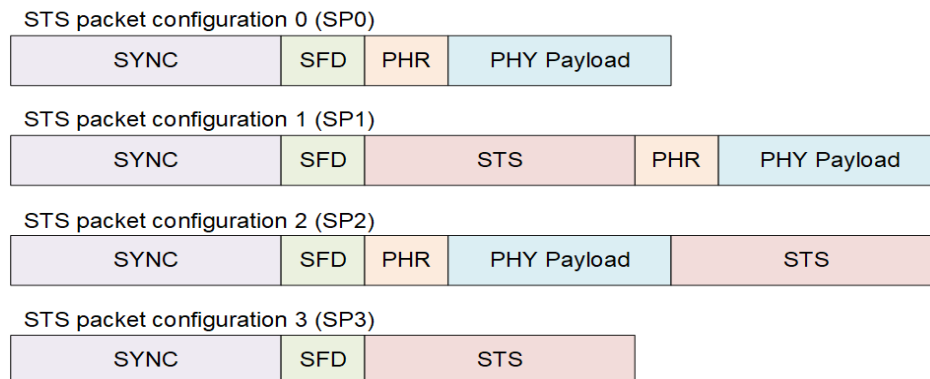 STS packet configuration 0 (SP0)
SYNC SFD PHR PHY Payload
STS packet configuration 1 (SP1)
SYNC SFD STS PHR PHY Payload
STS packet configuration 2 (SP2)
SYNC SFD PHR PHY Payload STS
STS packet configuration 3 (SP3)
SYNC SFD STS